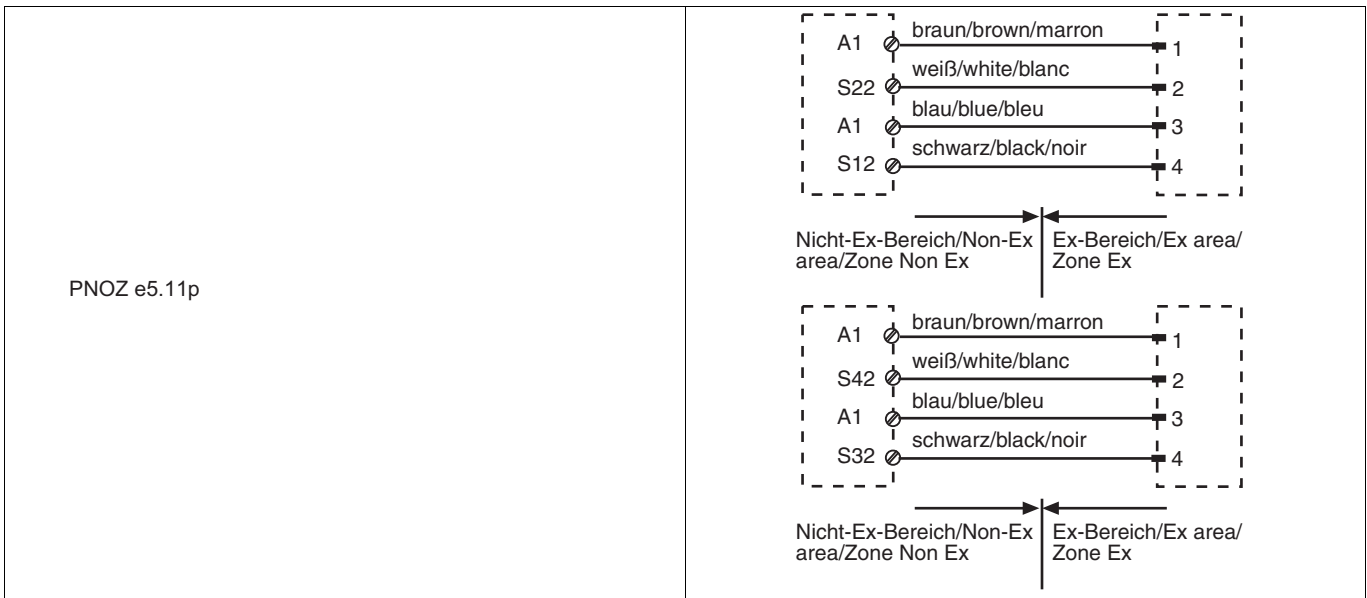 PNOZ e5.11p
A1 braun/brown/marron 1
S22 weiß/white/blanc 2
A1 blau/blue/bleu 3
S12 schwarz/black/noir 4
Nicht-Ex-Bereich/Non-Ex
area/Zone Non Ex
Ex-Bereich/Ex area/
Zone Ex
A1 braun/brown/marron 1
S42 weiß/white/blanc 2
A1 blau/blue/bleu 3
S32 schwarz/black/noir 4
Nicht-Ex-Bereich/Non-Ex
area/Zone Non Ex
Ex-Bereich/Ex area/
Zone Ex